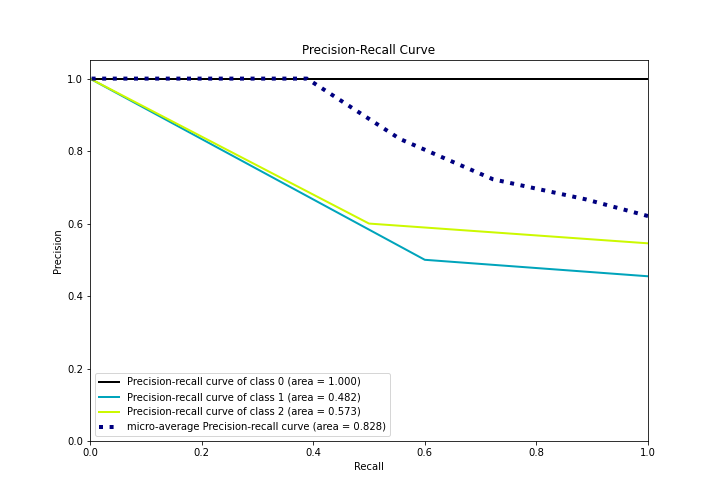 Precision-Recall Curve
1.0
0.8
0.6
0.4
0.2
0.0
Precision
Precision-recall curve of class 0 (area = 1.000)
Precision-recall curve of class 1 (area = 0.482)
Precision-recall curve of class 2 (area = 0.573)
micro-average Precision-recall curve (area = 0.828)
0.0 0.2 0.4 0.6 0.8 1.0
Recall